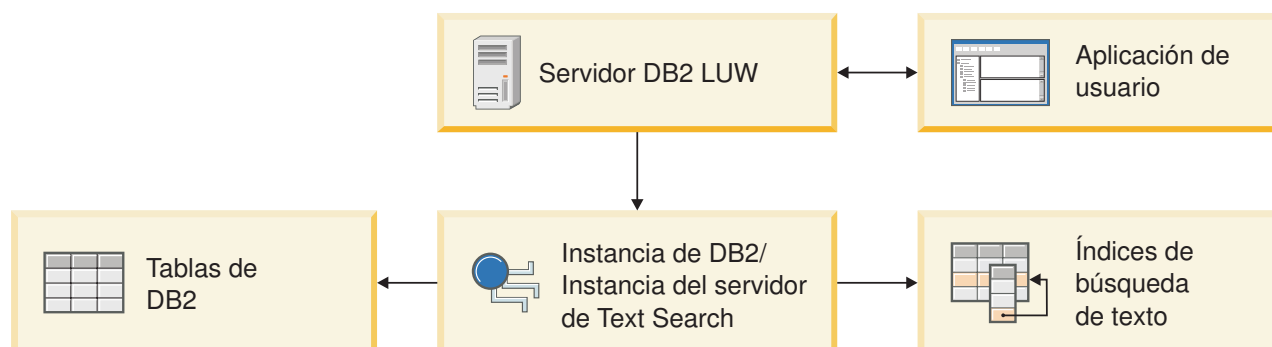 Servidor DB2 LUW
Aplicación de
usuario
Tablas de
DB2
Instancia de DB2/
Instancia del servidor
de Text Search
Índices de
búsqueda
de texto